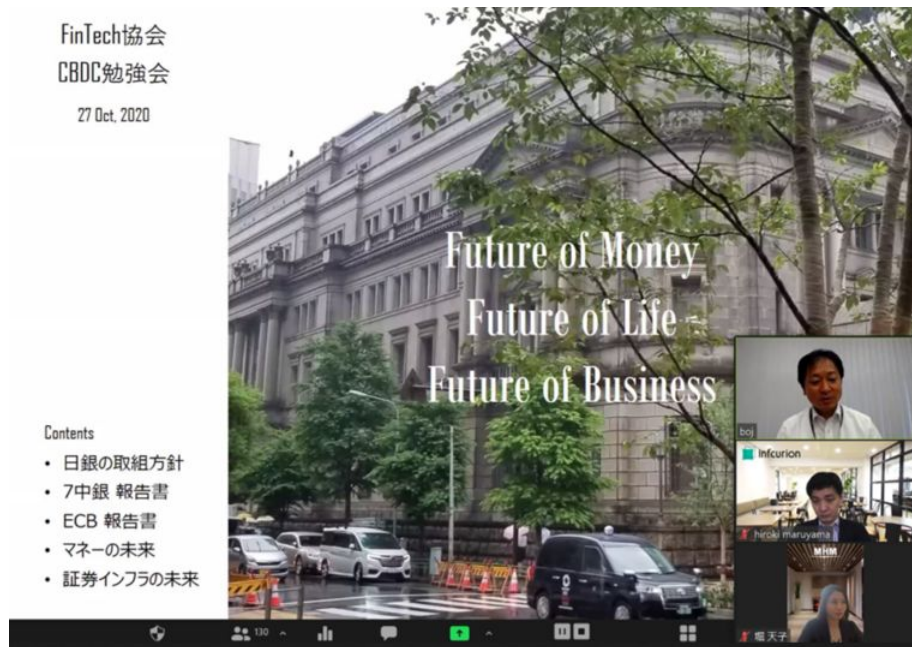 FinTech協会
CBDC勉強会
27 Oct, 2020
Future of Money
Future of Life
Future of Business
Contents
• 日銀の取組方針
• 7中銀 報告書
• ECB 報告書
• マネーの未来
• 証券インフラの未来
boj
Infcurion
hiroki maruyama
MHM
堀 天子
130